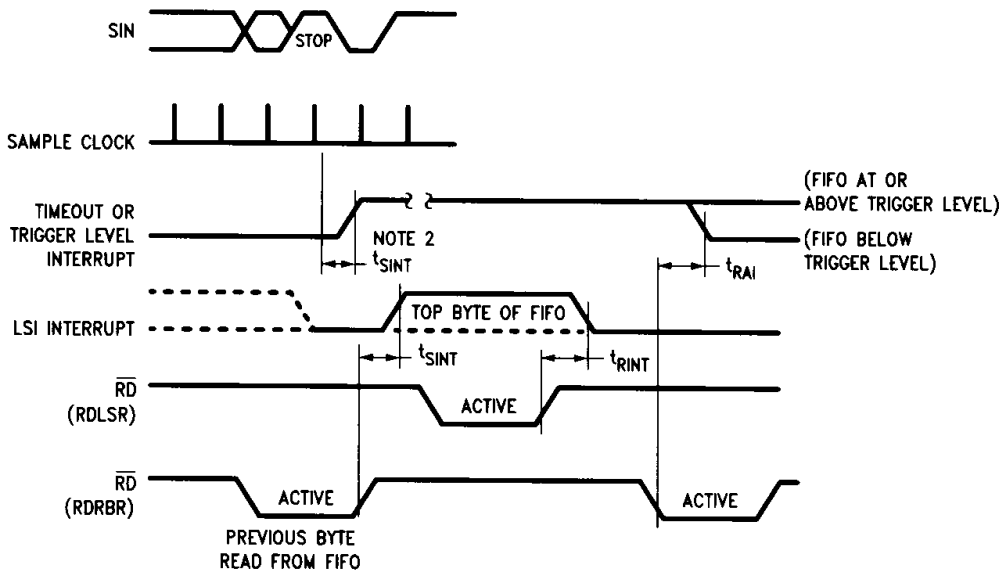 SIN
STOP
SAMPLE CLOCK
TIMEOUT OR
TRIGGER LEVEL
INTERRUPT
NOTE 2
tSINT
(FIFO AT OR
ABOVE TRIGGER LEVEL)
(FIFO BELOW
TRIGGER LEVEL)
tRAI
LSI INTERRUPT
TOP BYTE OF FIFO
tSINT
tRINT
RD
(RDLSR)
ACTIVE
RD
(RDRBR)
ACTIVE
ACTIVE
PREVIOUS BYTE
READ FROM FIFO